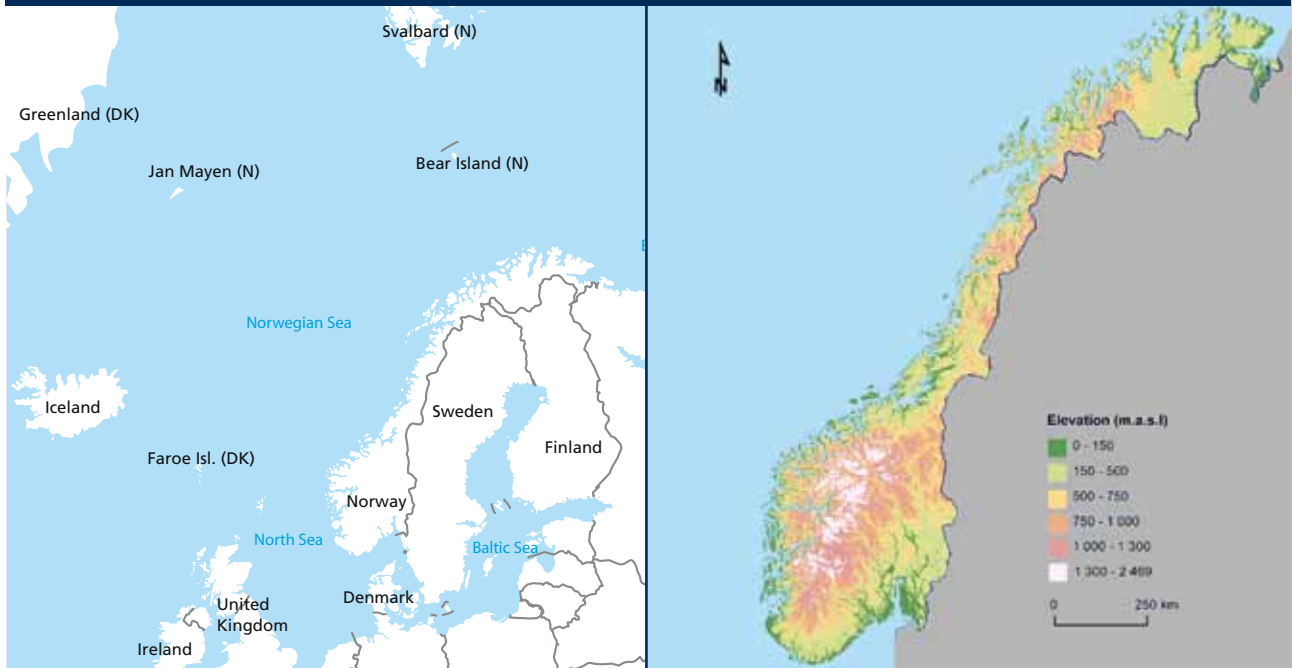 Svalbard (N)
Greenland (DK)
Bear Island (N)
Jan Mayen (N)
Norwegian Sea
Iceland
Sweden
Finland
Faroe Isl. (DK)
Norway
North Sea
Baltic Sea
Denmark
United
Kingdom
Ireland
N
Elevation (m.a.s.l)
0 - 150
150 - 500
500 - 750
750 - 1 000
1 000 - 1 300
1 300 - 2 469
0 250 km